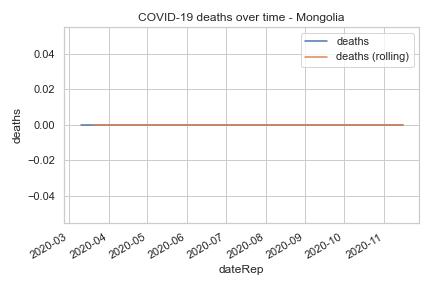 COVID-19 deaths over time - Mongolia
deaths
deaths (rolling)
deaths
0.04
0.02
0.00
−0.02
−0.04
2020-03
2020-04
2020-05
2020-06
2020-07
2020-08
2020-09
2020-10
2020-11
dateRep